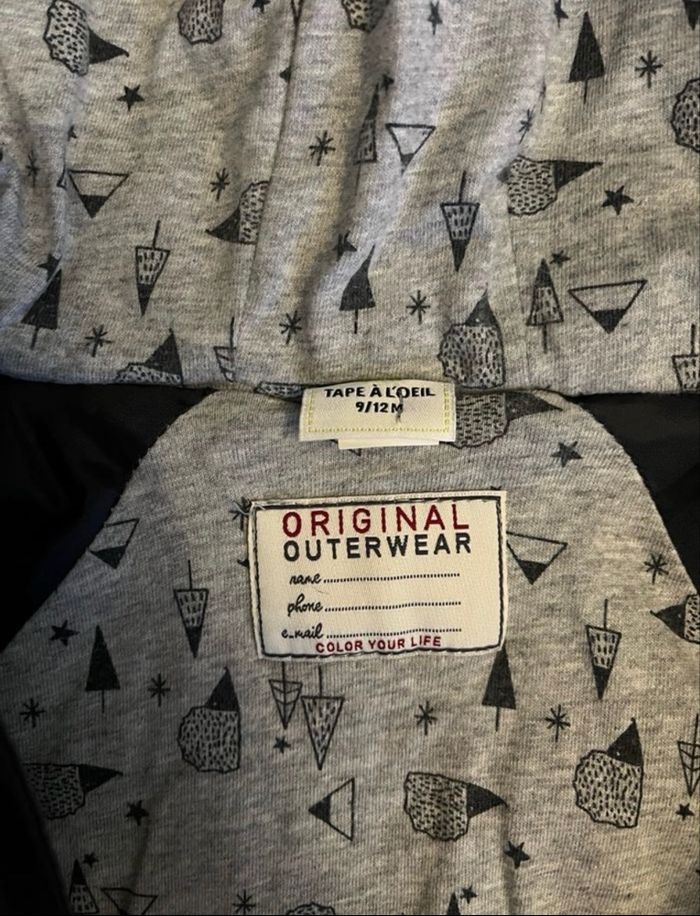 TAPE À L'OEIL
9/12M
ORIGINAL
OUTERWEAR
name
phone
e-mail
COLOR YOUR LIFE